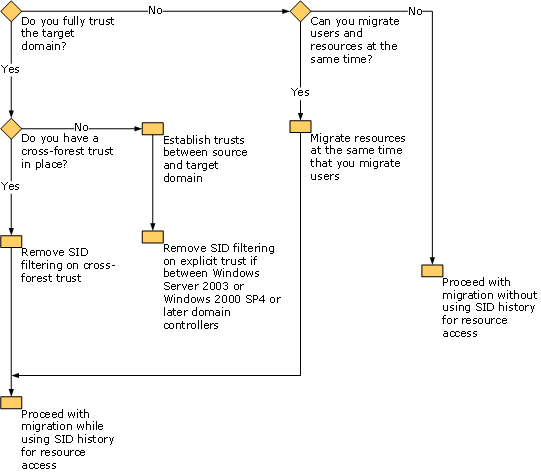 Do you fully trust
the target
domain?
No
Can you migrate
users and
resources at the
same time?
No
Yes
Yes
Do you have a
cross-forest trust
in place?
No
Establish trusts
between source
and target
domain
Migrate resources
at the same time
that you migrate
users
Yes
Remove SID
filtering on cross-
forest trust
Remove SID filtering
on explicit trust if
between Windows
Server 2003 or
Windows 2000 SP4 or
later domain
controllers
Proceed with
migration without
using SID history
for resource
access
Proceed with
migration while
using SID history
for resource
access